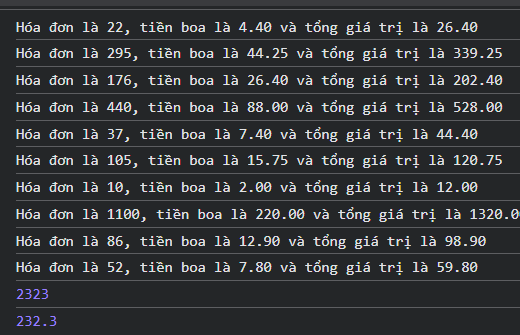 Hóa đơn là 22, tiền boa là 4.40 và tổng giá trị là 26.40
Hóa đơn là 295, tiền boa là 44.25 và tổng giá trị là 339.25
Hóa đơn là 176, tiền boa là 26.40 và tổng giá trị là 202.40
Hóa đơn là 440, tiền boa là 88.00 và tổng giá trị là 528.00
Hóa đơn là 37, tiền boa là 7.40 và tổng giá trị là 44.40
Hóa đơn là 105, tiền boa là 15.75 và tổng giá trị là 120.75
Hóa đơn là 10, tiền boa là 2.00 và tổng giá trị là 12.00
Hóa đơn là 1100, tiền boa là 220.00 và tổng giá trị là 1320.0
Hóa đơn là 86, tiền boa là 12.90 và tổng giá trị là 98.90
Hóa đơn là 52, tiền boa là 7.80 và tổng giá trị là 59.80
2323
232.3